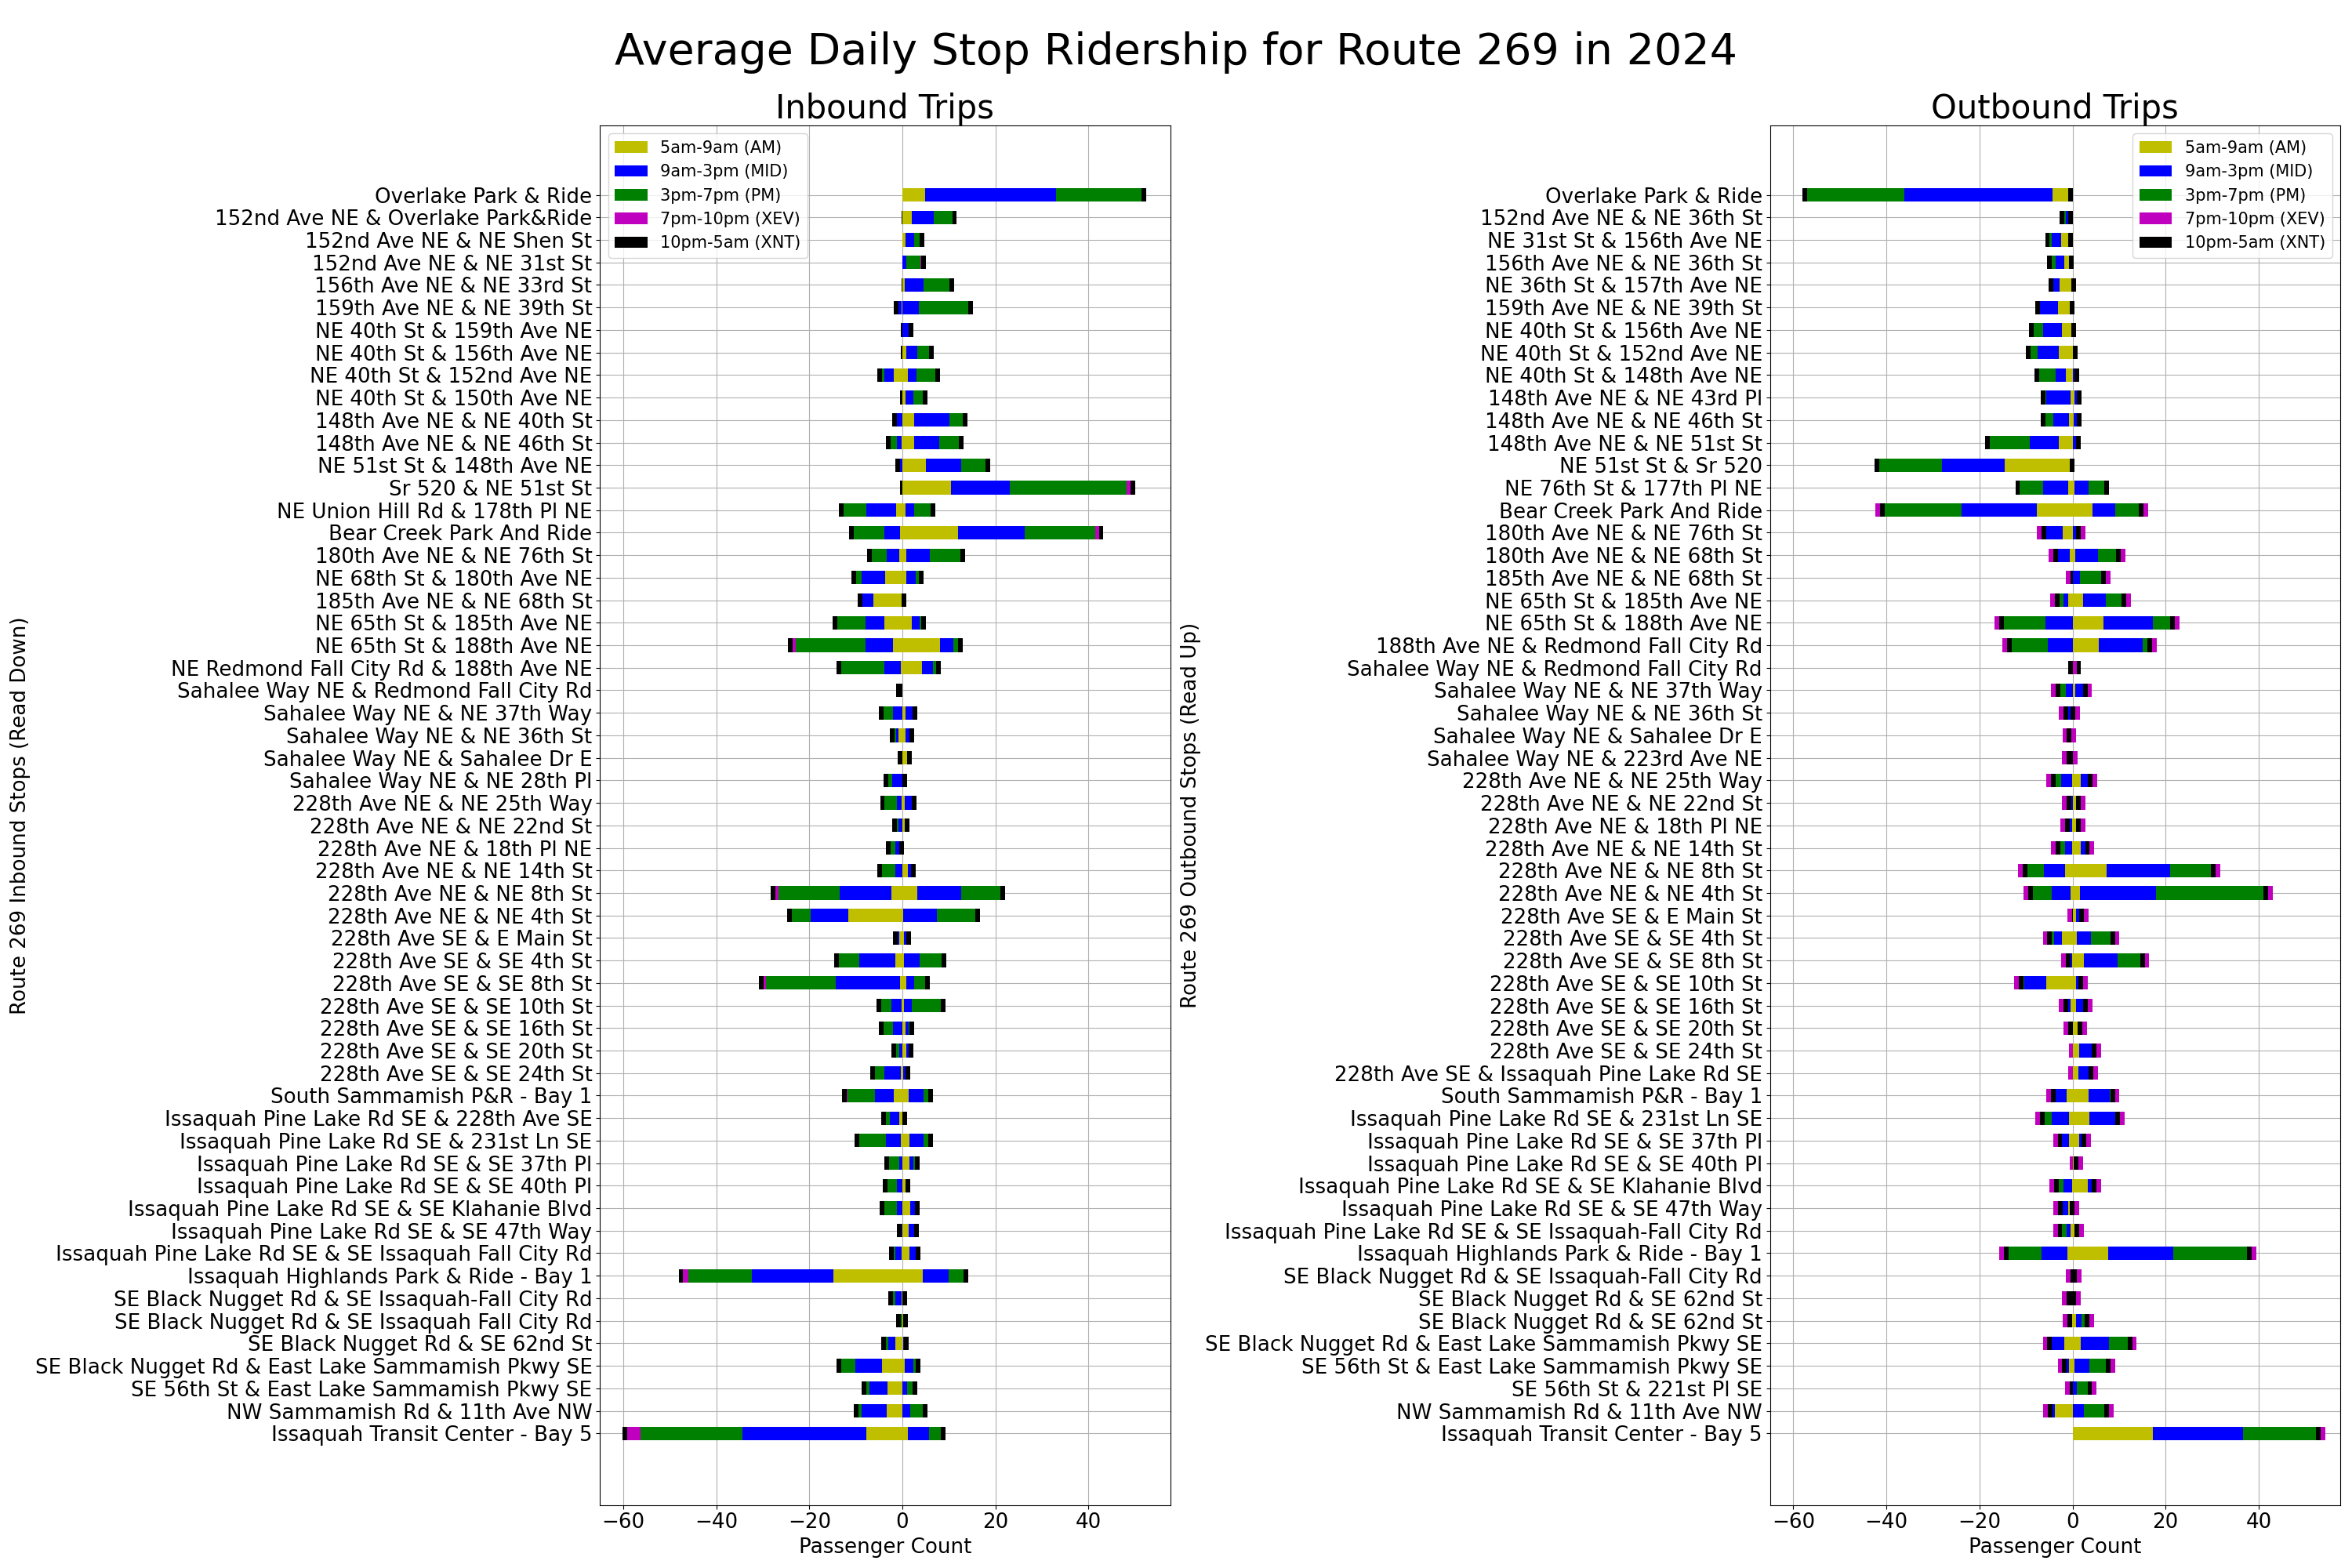 Average Daily Stop Ridership for Route 269 in 2024
Inbound Trips
5am-9am (AM)
9am-3pm (MID)
3pm-7pm (PM)
7pm-10pm (XEV)
10pm-5am (XNT)
Route 269 Inbound Stops (Read Down)
Overlake Park & Ride
152nd Ave NE & Overlake Park&Ride
152nd Ave NE & NE Shen St
152nd Ave NE & NE 31st St
156th Ave NE & NE 33rd St
159th Ave NE & NE 39th St
NE 40th St & 159th Ave NE
NE 40th St & 156th Ave NE
NE 40th St & 152nd Ave NE
NE 40th St & 150th Ave NE
148th Ave NE & NE 40th St
148th Ave NE & NE 46th St
NE 51st St & 148th Ave NE
Sr 520 & NE 51st St
NE Union Hill Rd & 178th Pl NE
Bear Creek Park And Ride
180th Ave NE & NE 76th St
NE 68th St & 180th Ave NE
185th Ave NE & NE 68th St
NE 65th St & 185th Ave NE
NE 65th St & 188th Ave NE
NE Redmond Fall City Rd & 188th Ave NE
Sahalee Way NE & Redmond Fall City Rd
Sahalee Way NE & NE 37th Way
Sahalee Way NE & NE 36th St
Sahalee Way NE & Sahalee Dr E
Sahalee Way NE & NE 28th Pl
228th Ave NE & NE 25th Way
228th Ave NE & NE 22nd St
228th Ave NE & 18th Pl NE
228th Ave NE & NE 14th St
228th Ave NE & NE 8th St
228th Ave NE & NE 4th St
228th Ave SE & E Main St
228th Ave SE & SE 4th St
228th Ave SE & SE 8th St
228th Ave SE & SE 10th St
228th Ave SE & SE 16th St
228th Ave SE & SE 20th St
228th Ave SE & SE 24th St
South Sammamish P&R - Bay 1
Issaquah Pine Lake Rd SE & 228th Ave SE
Issaquah Pine Lake Rd SE & 231st Ln SE
Issaquah Pine Lake Rd SE & SE 37th Pl
Issaquah Pine Lake Rd SE & SE 40th Pl
Issaquah Pine Lake Rd SE & SE Klahanie Blvd
Issaquah Pine Lake Rd SE & SE 47th Way
Issaquah Pine Lake Rd SE & SE Issaquah Fall City Rd
Issaquah Highlands Park & Ride - Bay 1
SE Black Nugget Rd & SE Issaquah-Fall City Rd
SE Black Nugget Rd & SE Issaquah Fall City Rd
SE Black Nugget Rd & SE 62nd St
SE Black Nugget Rd & East Lake Sammamish Pkwy SE
SE 56th St & East Lake Sammamish Pkwy SE
NW Sammamish Rd & 11th Ave NW
Issaquah Transit Center - Bay 5
−60 −40 −20 0 20 40
Passenger Count
Outbound Trips
5am-9am (AM)
9am-3pm (MID)
3pm-7pm (PM)
7pm-10pm (XEV)
10pm-5am (XNT)
Route 269 Outbound Stops (Read Up)
Overlake Park & Ride
152nd Ave NE & NE 36th St
NE 31st St & 156th Ave NE
156th Ave NE & NE 36th St
NE 36th St & 157th Ave NE
159th Ave NE & NE 39th St
NE 40th St & 156th Ave NE
NE 40th St & 152nd Ave NE
NE 40th St & 148th Ave NE
148th Ave NE & NE 43rd Pl
148th Ave NE & NE 46th St
148th Ave NE & NE 51st St
NE 51st St & Sr 520
NE 76th St & 177th Pl NE
Bear Creek Park And Ride
180th Ave NE & NE 76th St
180th Ave NE & NE 68th St
185th Ave NE & NE 68th St
NE 65th St & 185th Ave NE
NE 65th St & 188th Ave NE
188th Ave NE & Redmond Fall City Rd
Sahalee Way NE & Redmond Fall City Rd
Sahalee Way NE & NE 37th Way
Sahalee Way NE & NE 36th St
Sahalee Way NE & Sahalee Dr E
Sahalee Way NE & 223rd Ave NE
228th Ave NE & NE 25th Way
228th Ave NE & NE 22nd St
228th Ave NE & 18th Pl NE
228th Ave NE & NE 14th St
228th Ave NE & NE 8th St
228th Ave NE & NE 4th St
228th Ave SE & E Main St
228th Ave SE & SE 4th St
228th Ave SE & SE 8th St
228th Ave SE & SE 10th St
228th Ave SE & SE 16th St
228th Ave SE & SE 20th St
228th Ave SE & SE 24th St
228th Ave SE & Issaquah Pine Lake Rd SE
South Sammamish P&R - Bay 1
Issaquah Pine Lake Rd SE & 231st Ln SE
Issaquah Pine Lake Rd SE & SE 37th Pl
Issaquah Pine Lake Rd SE & SE 40th Pl
Issaquah Pine Lake Rd SE & SE Klahanie Blvd
Issaquah Pine Lake Rd SE & SE 47th Way
Issaquah Pine Lake Rd SE & SE Issaquah-Fall City Rd
Issaquah Highlands Park & Ride - Bay 1
SE Black Nugget Rd & SE Issaquah-Fall City Rd
SE Black Nugget Rd & SE 62nd St
SE Black Nugget Rd & SE 62nd St
SE Black Nugget Rd & East Lake Sammamish Pkwy SE
SE 56th St & East Lake Sammamish Pkwy SE
SE 56th St & 221st Pl SE
NW Sammamish Rd & 11th Ave NW
Issaquah Transit Center - Bay 5
−60 −40 −20 0 20 40
Passenger Count